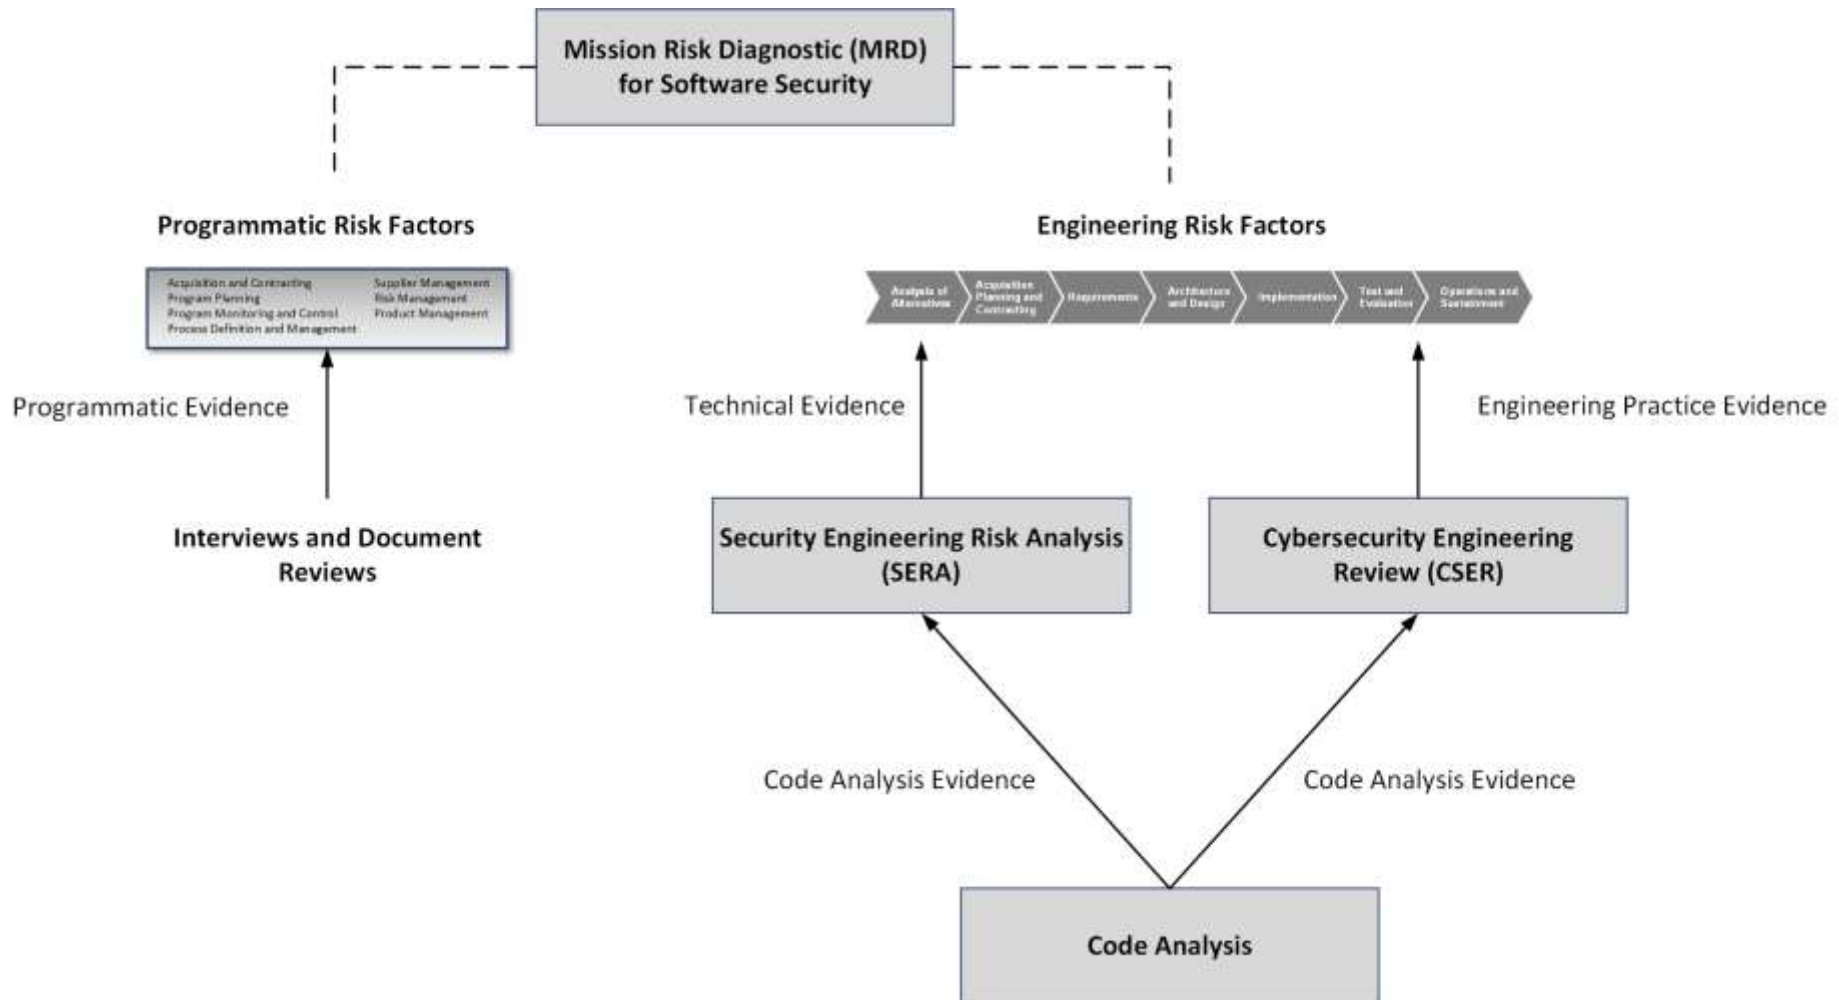 Mission Risk Diagnostic (MRD)
for Software Security
Programmatic Risk Factors
Engineering Risk Factors
Acquisition and Contracting
Program Planning
Program Monitoring and Control
Process Definition and Management
Supplier Management
Risk Management
Product Management
Analysis of
Alternatives
Acquisition
Planning and
Contracting
Requirements
Architecture
and Design
Implementation
Test and
Evaluation
Operations and
Sustainment
Programmatic Evidence
Technical Evidence
Engineering Practice Evidence
Interviews and Document
Reviews
Security Engineering Risk Analysis
(SERA)
Cybersecurity Engineering
Review (CSER)
Code Analysis Evidence
Code Analysis Evidence
Code Analysis